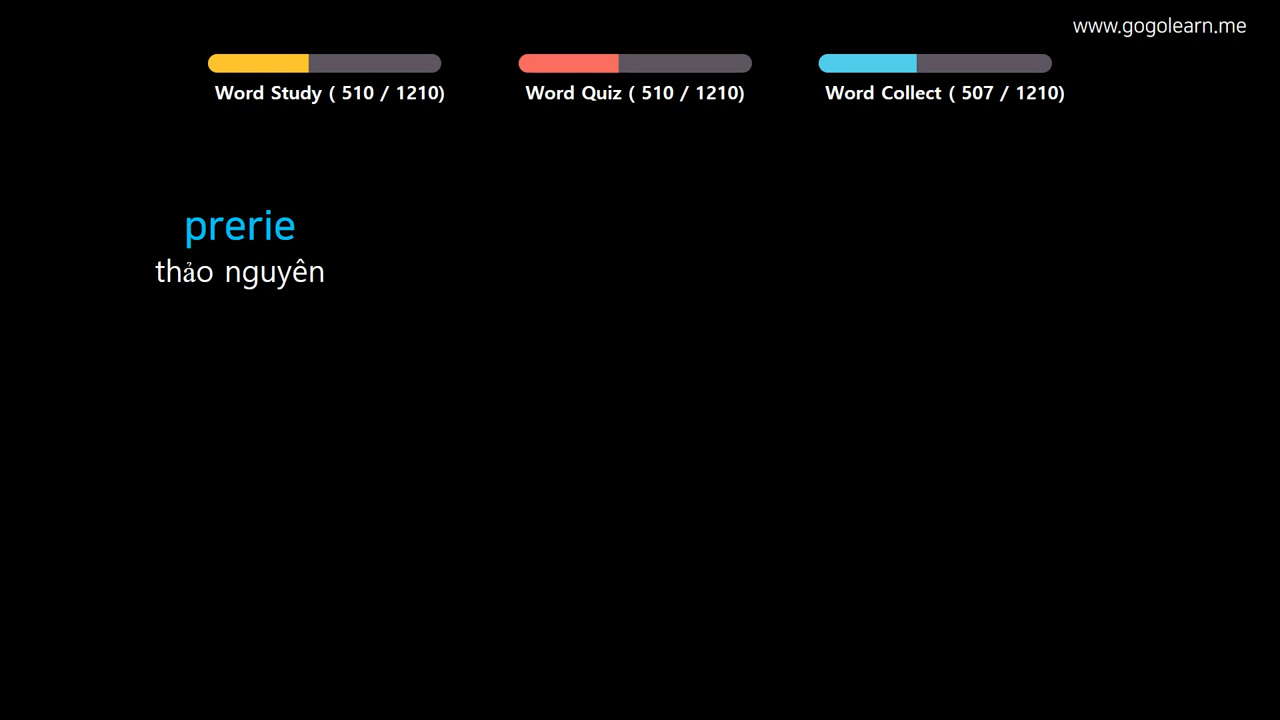 www.gogolearn.me
Word Study ( 510 / 1210)
Word Quiz ( 510 / 1210)
Word Collect ( 507 / 1210)
prerie
thảo nguyên